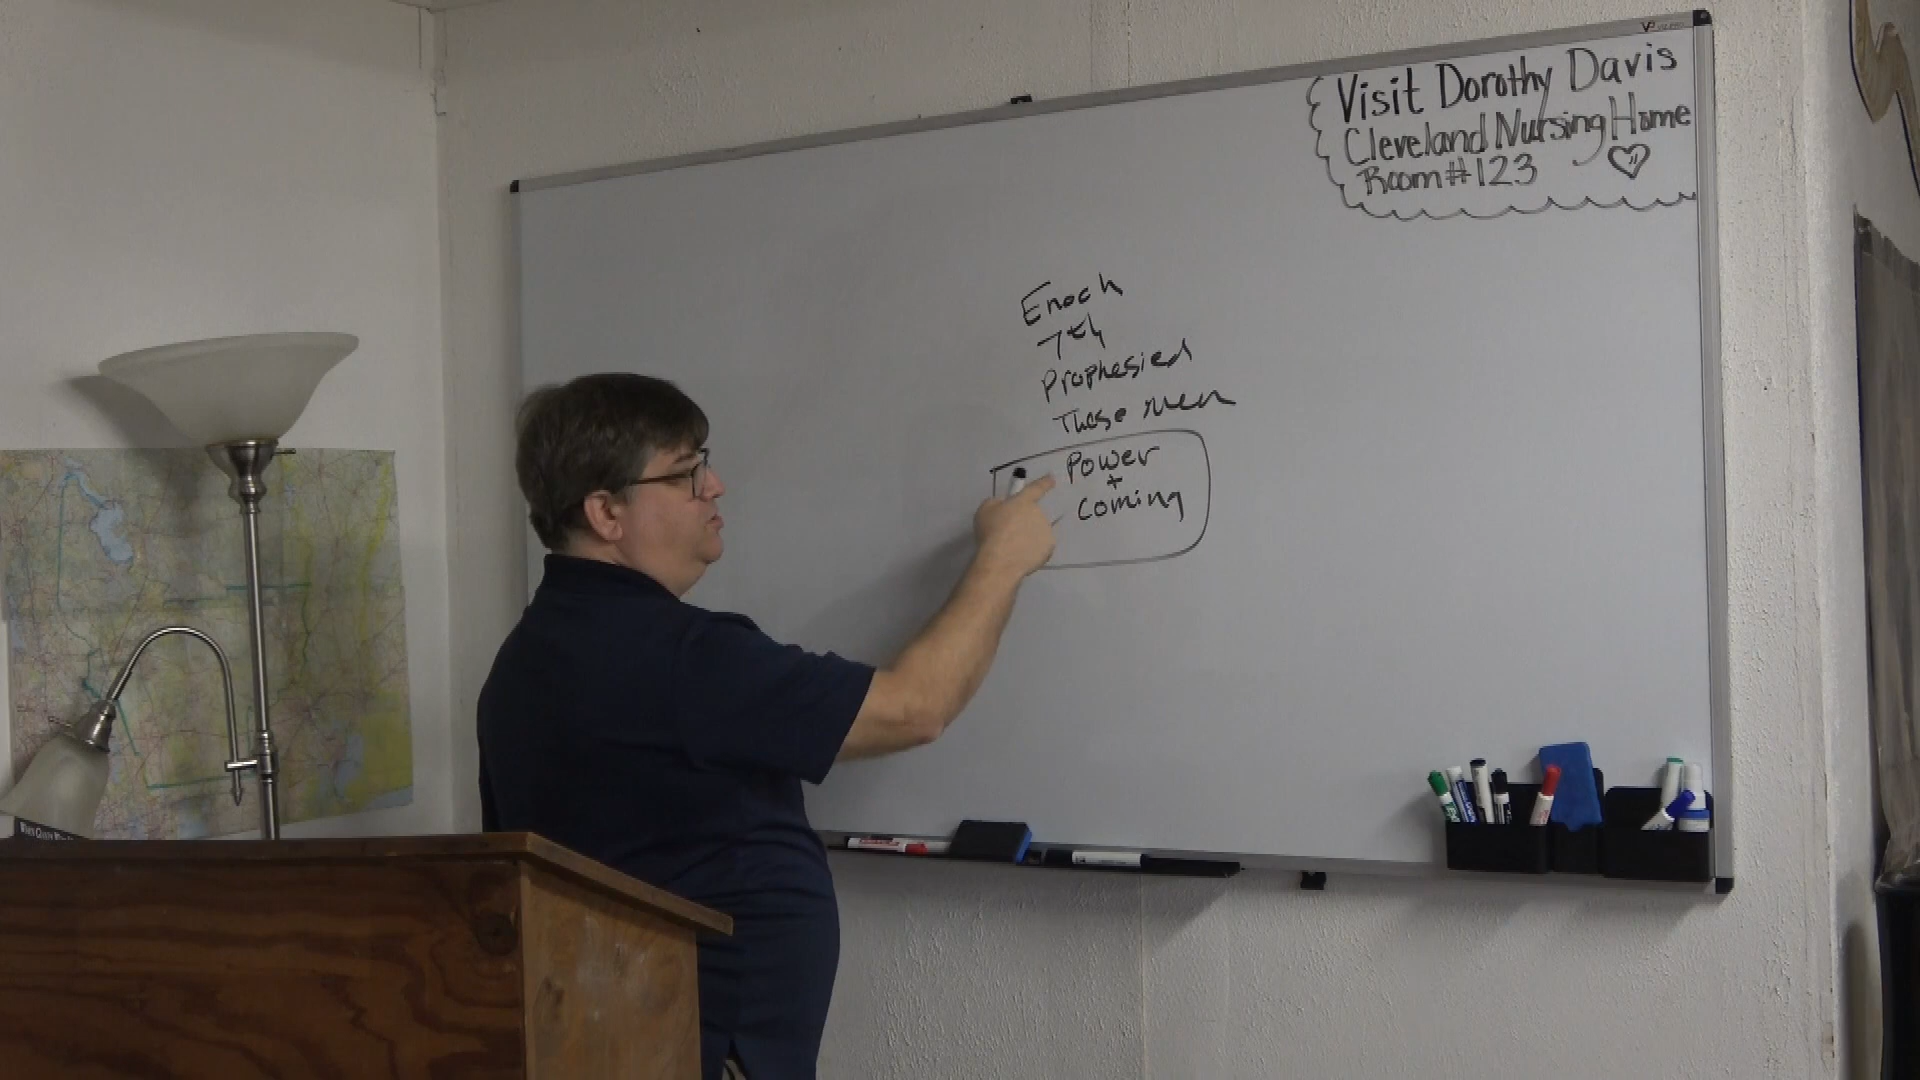 Visit Dorothy Davis
Cleveland Nursing Home
Room #123
Enoch
7th
Prophesied
These Men
Power
+
Coming